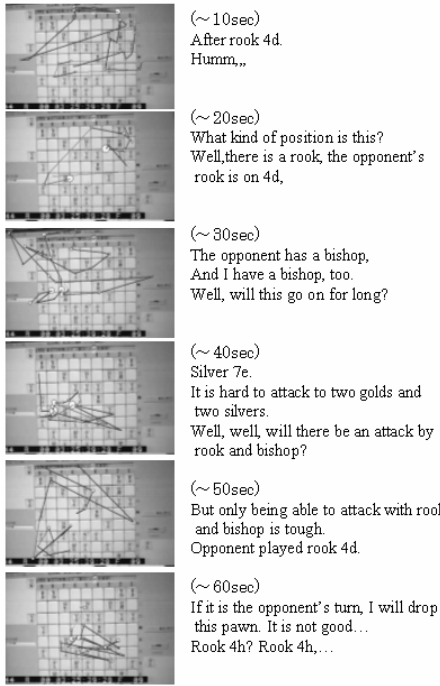 (～10sec)
After rook 4d.
Humm,,,
(～20sec)
What kind of position is this?
Well,there is a rook, the opponent's
rook is on 4d,
(～30sec)
The opponent has a bishop,
And I have a bishop, too.
Well, will this go on for long?
(～40sec)
Silver 7e.
It is hard to attack to two golds and
two silvers.
Well, well, will there be an attack by
rook and bishop?
(～50sec)
But only being able to attack with rook
and bishop is tough.
Opponent played rook 4d.
(～60sec)
If it is the opponent's turn, I will drop
this pawn. It is not good…
Rook 4h? Rook 4h,…